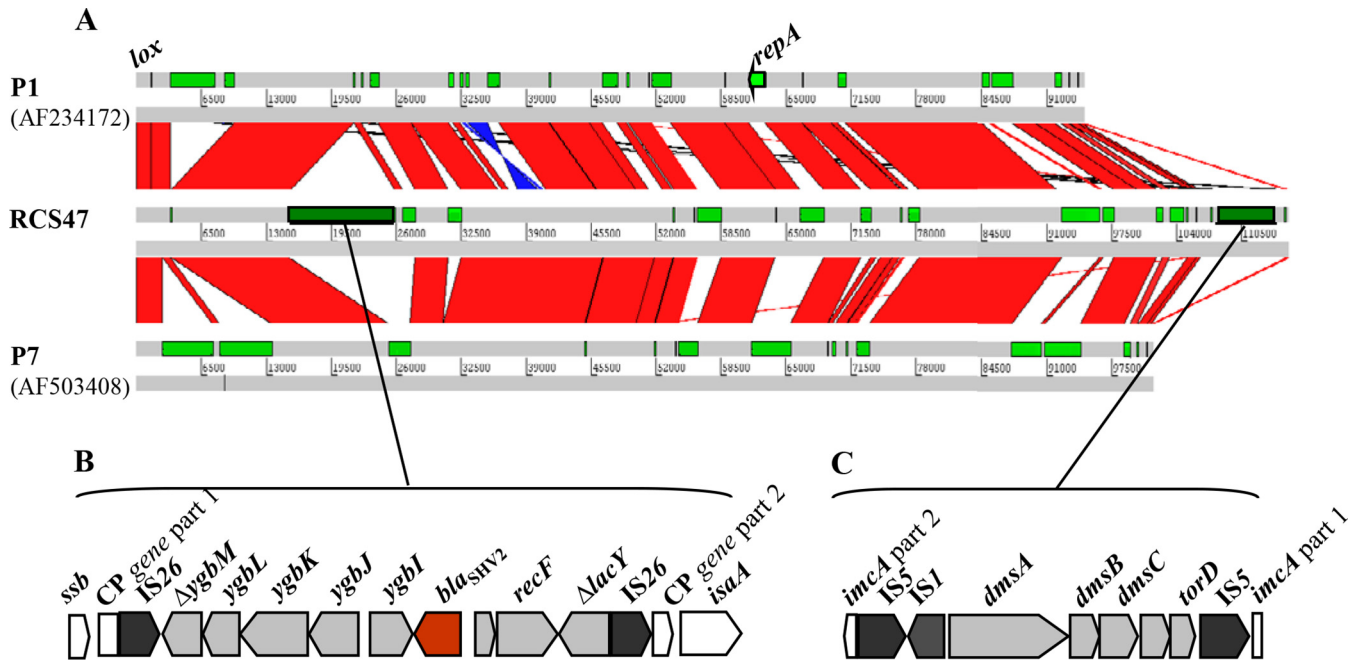 A
lox
repA
P1
(AF234172)
6500 13000 19500 26000 32500 39000 45500 52000 58500 65000 71500 78000 84500 91000
RCS47
6500 13000 19500 26000 32500 39000 45500 52000 58500 65000 71500 78000 84500 91000 97500 104000 110500
P7
(AF503408)
6500 13000 19500 26000 32500 39000 45500 52000 58500 65000 71500 78000 84500 91000 97500
B
ssb
CP gene part 1
IS26
ΔygbM
ygbL
ygbK
ygbJ
ygbI
blaSHV2
recF
ΔlacY
IS26
CP gene part 2
isaA
C
imcA part 2
IS5
IS1
dmsA
dmsB
dmsC
torD
IS5
imcA part 1